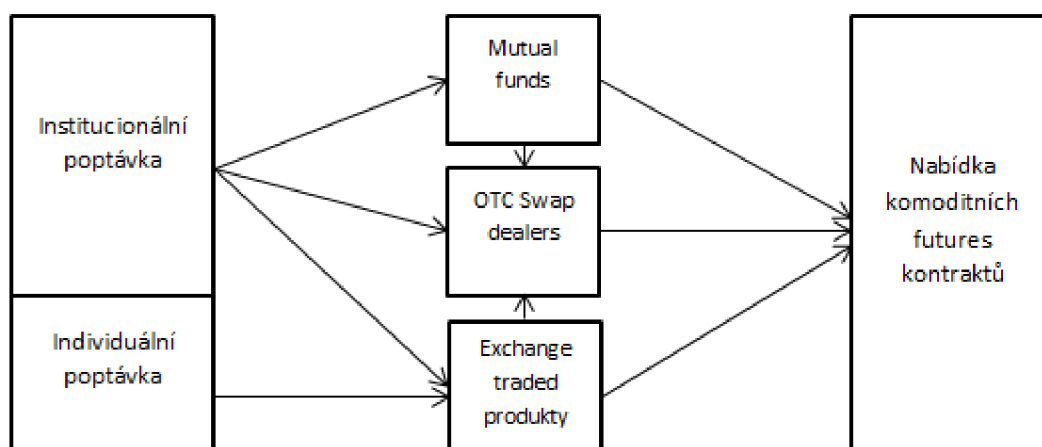 Institucionální
poptávka
Individuální
poptávka
Mutual
funds
OTC Swap
dealers
Exchange
traded
produkty
Nabídka
komoditních
futures
kontraktů